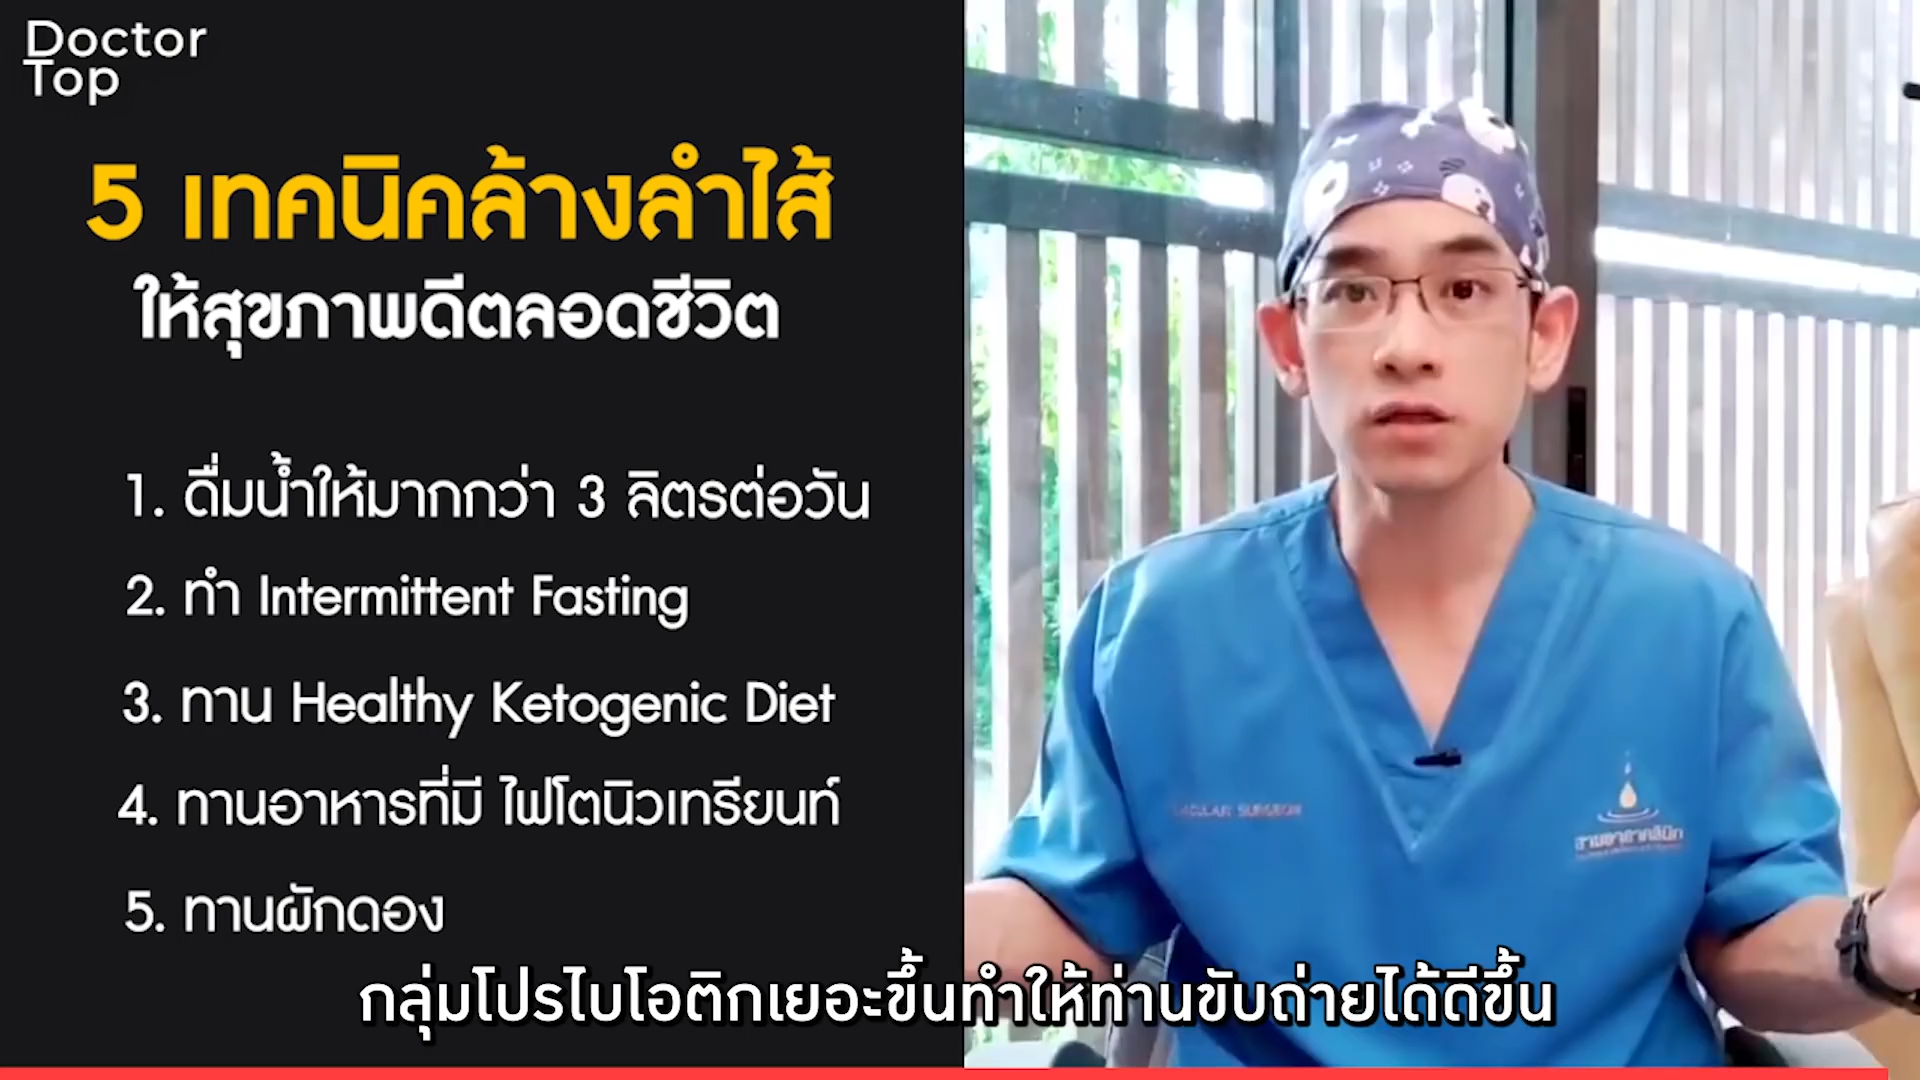 Doctor
Top
5 เทคนิคล้างลำไส้
ให้สุขภาพดีตลอดชีวิต
1. ดื่มน้ำให้มากกว่า 3 ลิตรต่อวัน
2. ทำ Intermittent Fasting
3. ทาน Healthy Ketogenic Diet
4. ทานอาหารที่มี ไฟโตนิวเทรียนท์
5. ทานผักดอง
SURGEON
กลุ่มโปรไบโอติกเยอะขึ้นทำให้ท่านขับถ่ายได้ดีขึ้น